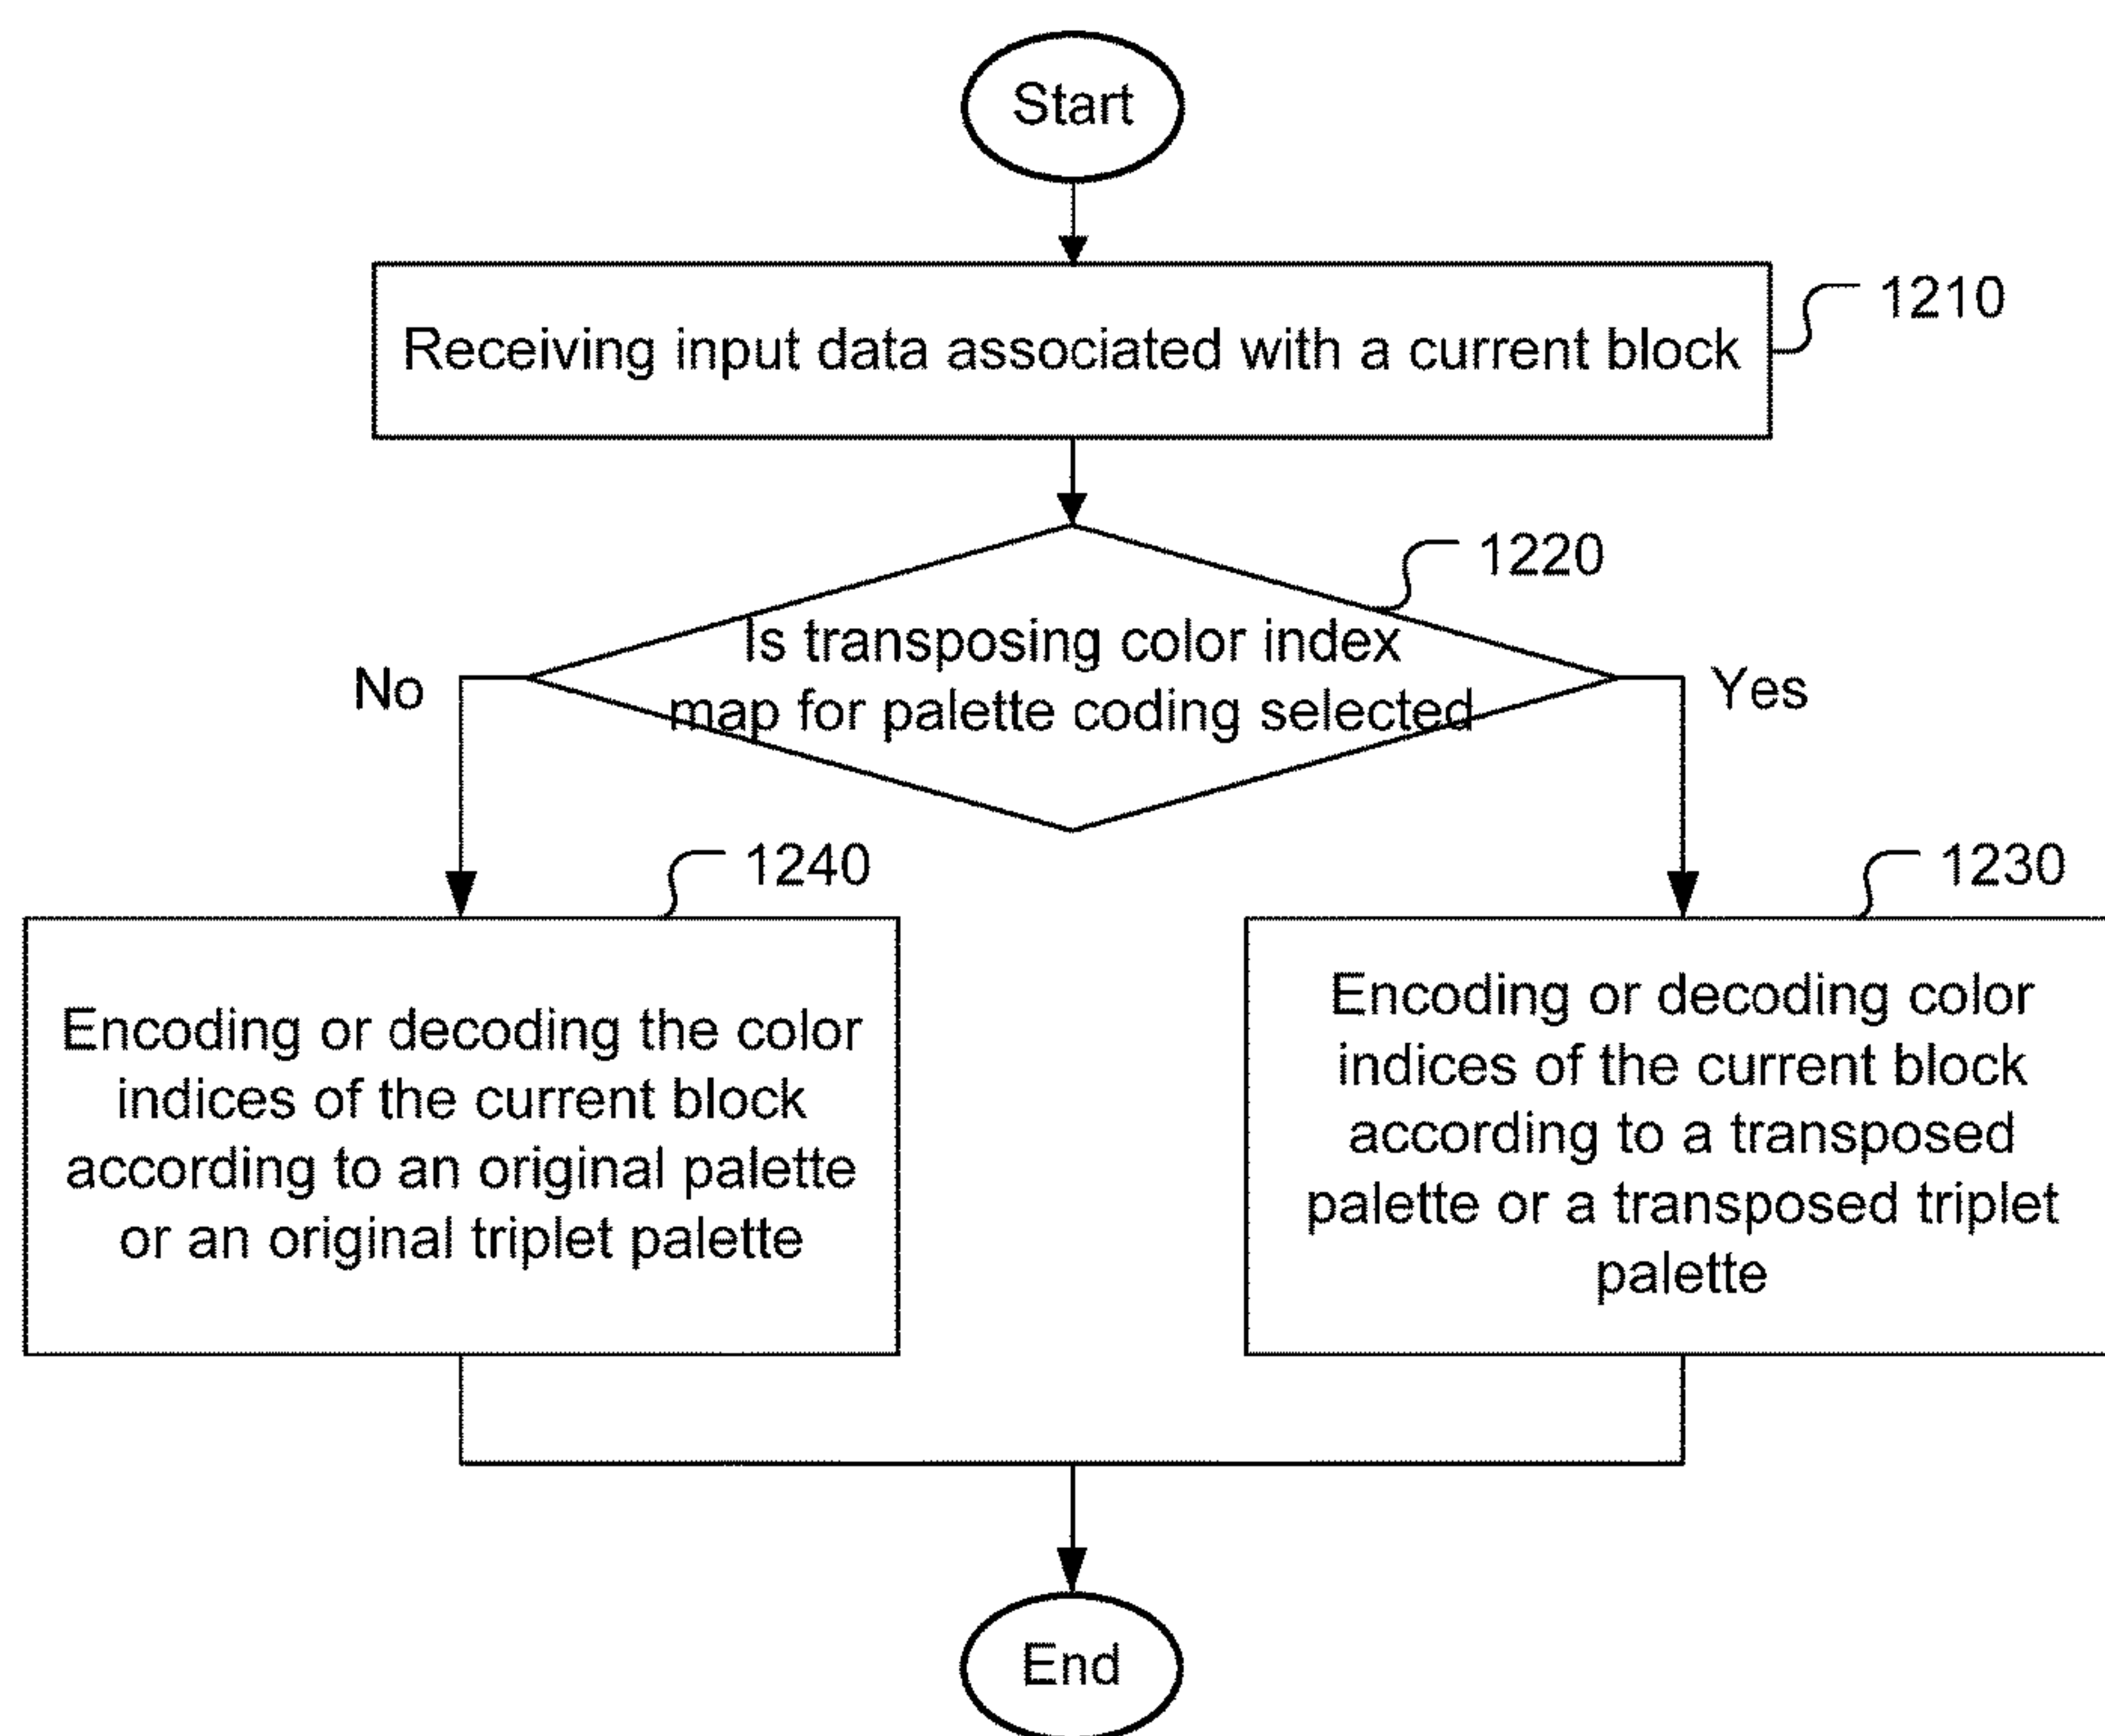 Start
Receiving input data associated with a current block
1210
1220
Is transposing color index
map for palette coding selected
No
Yes
1240
1230
Encoding or decoding the color
indices of the current block
according to an original palette
or an original triplet palette
Encoding or decoding color
indices of the current block
according to a transposed
palette or a transposed triplet
palette
End